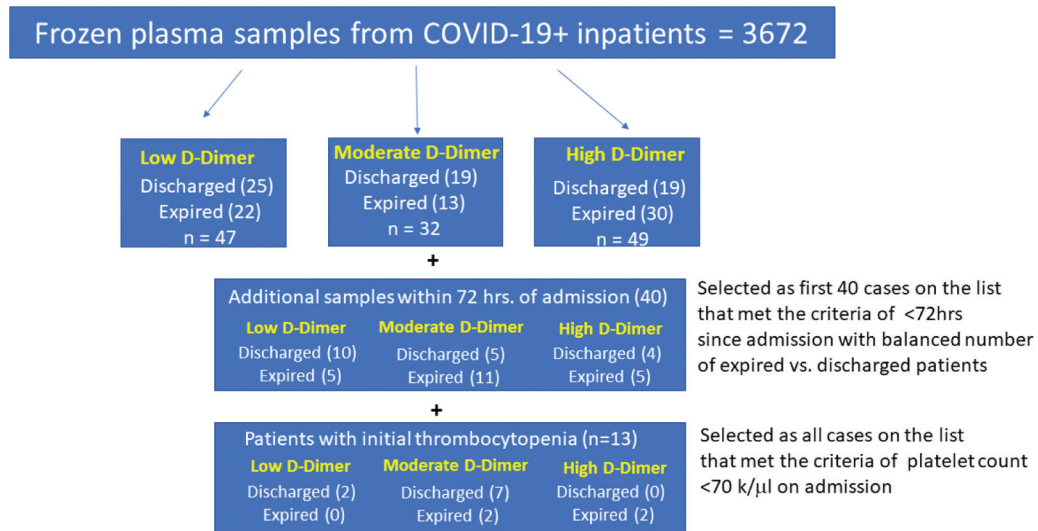 Frozen plasma samples from COVID-19+ inpatients = 3672
Low D-Dimer
Discharged (25)
Expired (22)
n = 47
Moderate D-Dimer
Discharged (19)
Expired (13)
n = 32
High D-Dimer
Discharged (19)
Expired (30)
n = 49
+
Additional samples within 72 hrs. of admission (40)
Low D-Dimer
Discharged (10)
Expired (5)
Moderate D-Dimer
Discharged (5)
Expired (11)
High D-Dimer
Discharged (4)
Expired (5)
Selected as first 40 cases on the list
that met the criteria of <72hrs
since admission with balanced number
of expired vs. discharged patients
+
Patients with initial thrombocytopenia (n=13)
Low D-Dimer
Discharged (2)
Expired (0)
Moderate D-Dimer
Discharged (7)
Expired (2)
High D-Dimer
Discharged (0)
Expired (2)
Selected as all cases on the list
that met the criteria of platelet count
<70 k/μl on admission